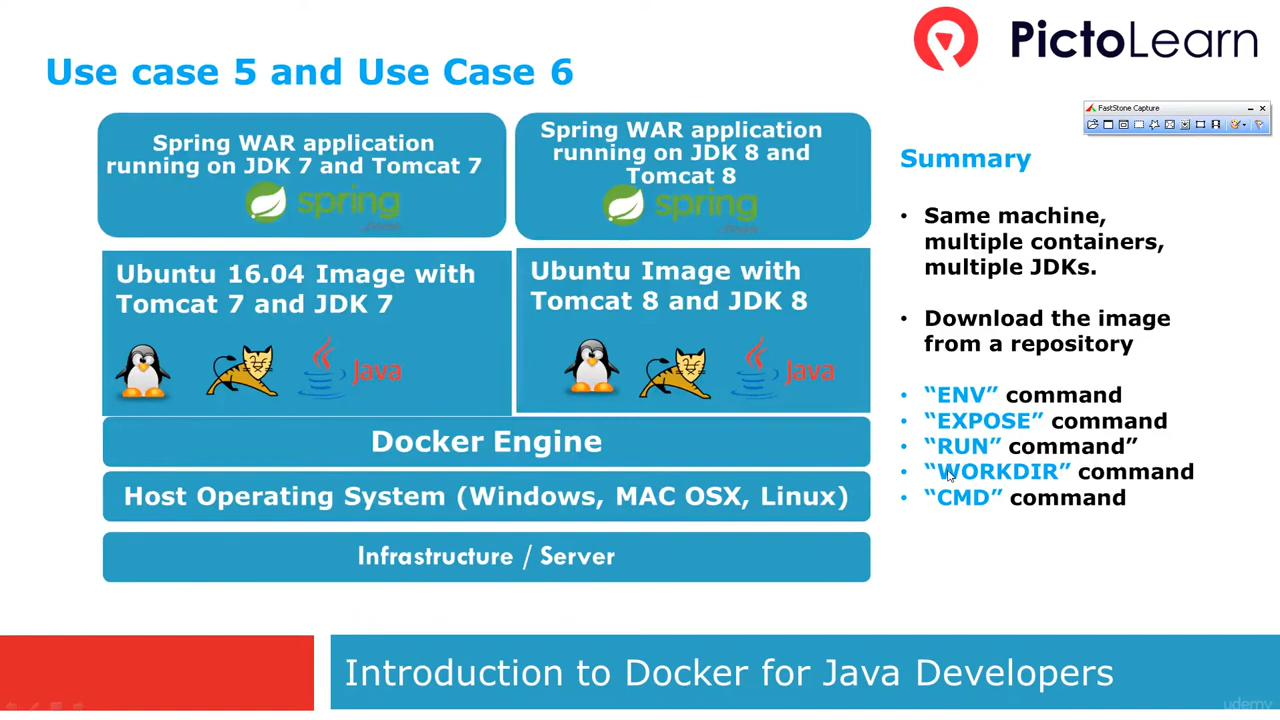 PictoLearn
Use case 5 and Use Case 6
FastStone Capture
Spring WAR application
running on JDK 7 and Tomcat 7
spring
Spring WAR application
running on JDK 8 and
Tomcat 8
spring
Ubuntu 16.04 Image with
Tomcat 7 and JDK 7
Java
Ubuntu Image with
Tomcat 8 and JDK 8
Java
Docker Engine
Host Operating System (Windows, MAC OSX, Linux)
Infrastructure / Server
Summary
• Same machine,
multiple containers,
multiple JDKs.
• Download the image
from a repository
• “ENV” command
• “EXPOSE” command
• “RUN” command”
• “WORKDIR” command
• “CMD” command
Introduction to Docker for Java Developers
udemy